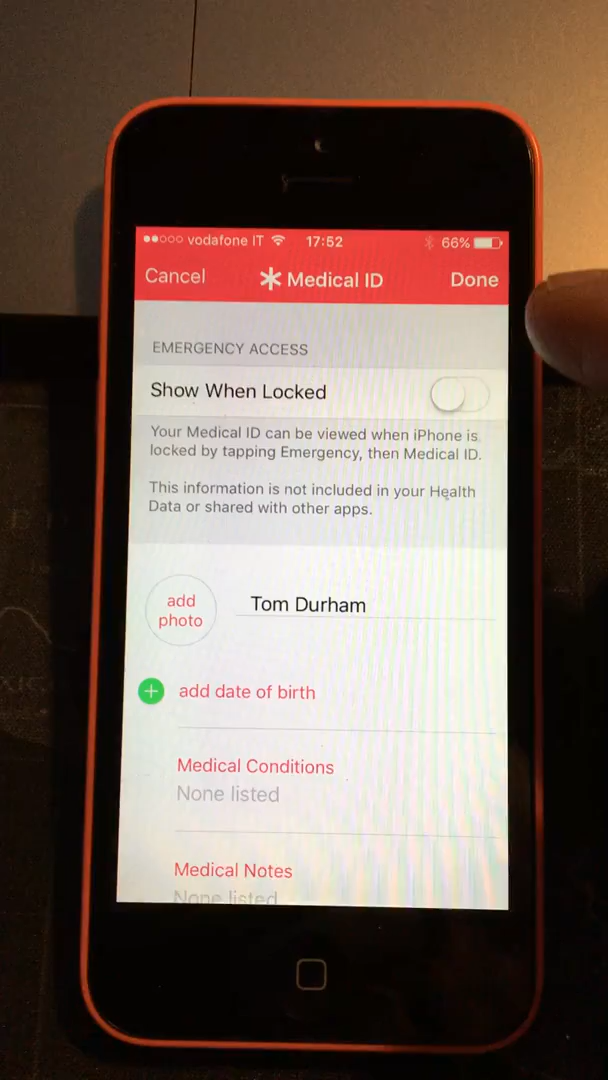 vodafone IT 17:52 66%
Cancel Medical ID Done
EMERGENCY ACCESS
Show When Locked
Your Medical ID can be viewed when iPhone is
locked by tapping Emergency, then Medical ID.
This information is not included in your Health
Data or shared with other apps.
add
photo
Tom Durham
add date of birth
Medical Conditions
None listed
Medical Notes
None listed